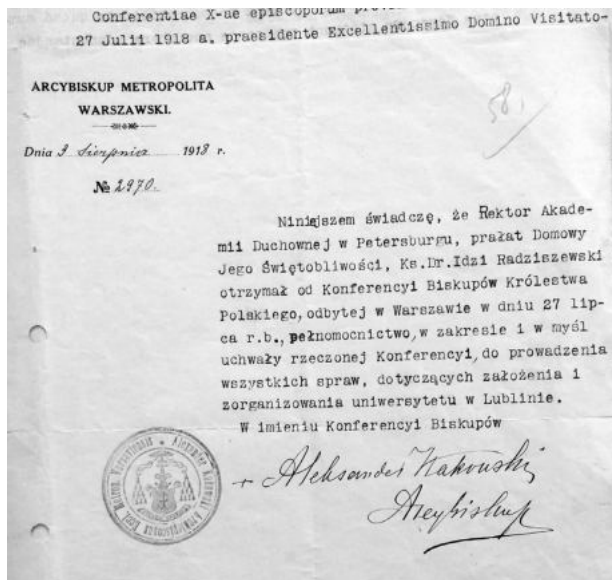 Conferentiae X-ae episcoporum
27 Julii 1918 a. praesidente Excellentissimo Domino Visitato-
ARCYBISKUP METROPOLITA
WARSZAWSKI.
58.
Dnia 3 Sierpnia 1918 r.
№ 2970.
Niniejszem świadczę, że Rektor Akade-
mii Duchownej w Petersburgu, prałat Domowy
Jego Świętobliwości, Ks.Dr.Idzi Radziszewski
otrzymał od Konferencyi Biskupów Królestwa
Polskiego, odbytej w Warszawie w dniu 27 lip-
ca r.b., pełnomocnictwo, w zakresie i w myśl
uchwały rzeczonej Konferencyi, do prowadzenia
wszystkich spraw, dotyczących założenia i
zorganizowania uniwersytetu w Lublinie.
W imieniu Konferencyi Biskupów
+ Aleksander Kakowski
Arcybiskup